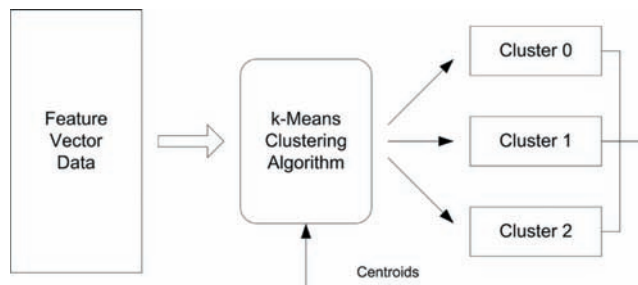 Feature
Vector
Data
k-Means
Clustering
Algorithm
Cluster 0
Cluster 1
Cluster 2
Centroids